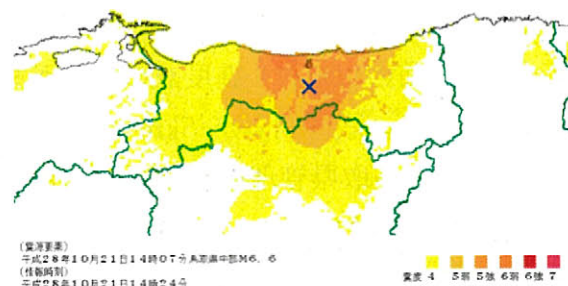 6
(震源要素)
平成28年10月21日14時07分鳥取県中部M6.6
(情報時刻)
平成28年10月21日14時24分
震度 4 5弱 5強 6弱 6強 7